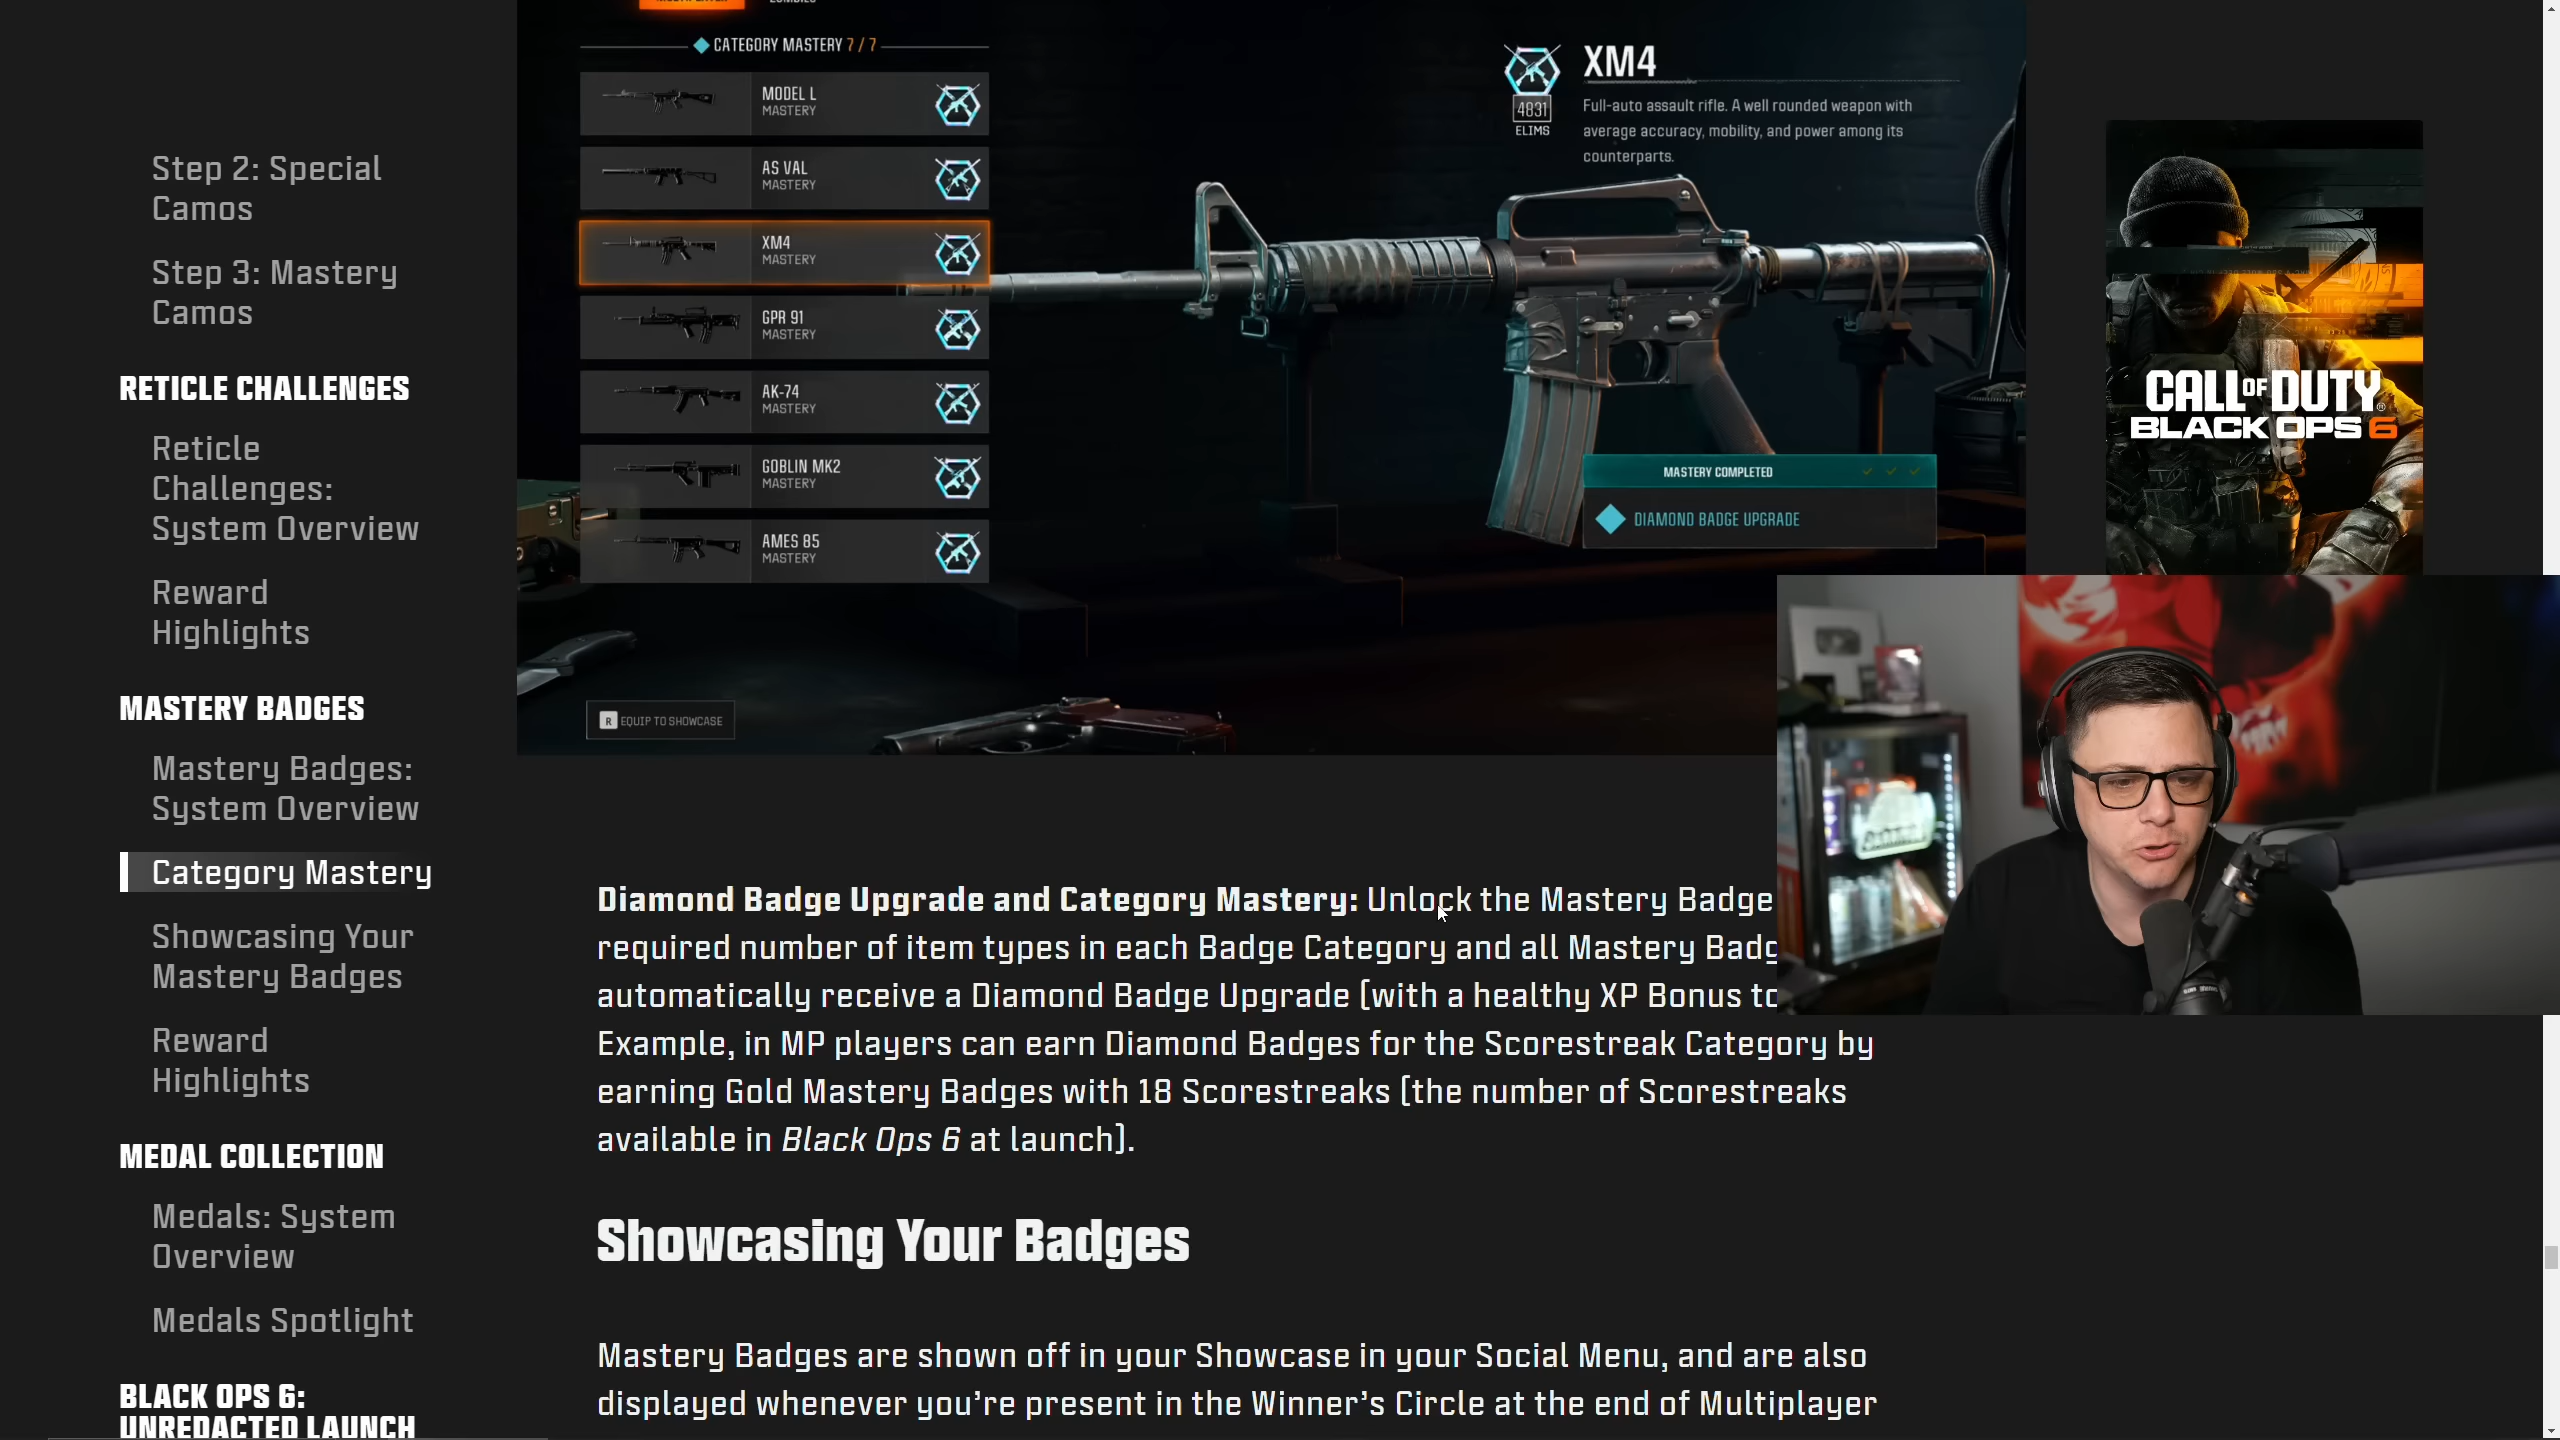 CATEGORY MASTERY 7 / 7
MODEL L
MASTERY
AS VAL
MASTERY
XM4
MASTERY
GPR 91
MASTERY
AK-74
MASTERY
GOBLIN MK2
MASTERY
AMES 85
MASTERY
R EQUIP TO SHOWCASE
XM4
4831
ELIMS
Full-auto assault rifle. A well rounded weapon with
average accuracy, mobility, and power among its
counterparts.
MASTERY COMPLETED
DIAMOND BADGE UPGRADE
CALL OF DUTY
BLACK OPS 6
Step 2: Special
Camos
Step 3: Mastery
Camos
RETICLE CHALLENGES
Reticle
Challenges:
System Overview
Reward
Highlights
MASTERY BADGES
Mastery Badges:
System Overview
Category Mastery
Showcasing Your
Mastery Badges
Reward
Highlights
MEDAL COLLECTION
Medals: System
Overview
Medals Spotlight
BLACK OPS 6:
UNREDACTED LAUNCH
Diamond Badge Upgrade and Category Mastery: Unlock the Mastery Badge
required number of item types in each Badge Category and all Mastery Badg
automatically receive a Diamond Badge Upgrade (with a healthy XP Bonus to
Example, in MP players can earn Diamond Badges for the Scorestreak Category by
earning Gold Mastery Badges with 18 Scorestreaks (the number of Scorestreaks
available in Black Ops 6 at launch).
Showcasing Your Badges
Mastery Badges are shown off in your Showcase in your Social Menu, and are also
displayed whenever you're present in the Winner's Circle at the end of Multiplayer